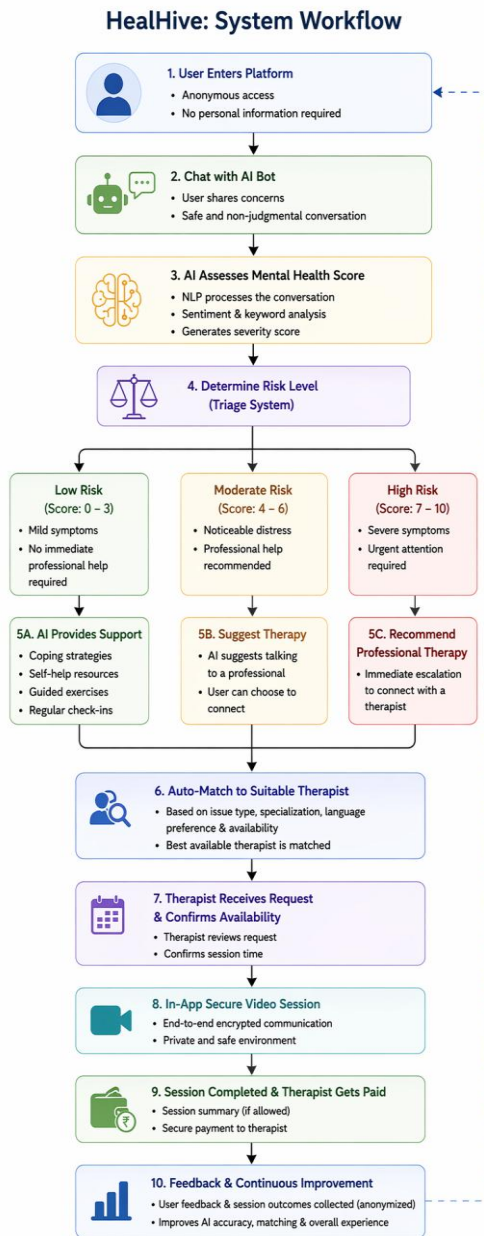 HealHive: System Workflow
1. User Enters Platform
• Anonymous access
• No personal information required
2. Chat with AI Bot
• User shares concerns
• Safe and non-judgmental conversation
3. AI Assesses Mental Health Score
• NLP processes the conversation
• Sentiment & keyword analysis
• Generates severity score
4. Determine Risk Level
(Triage System)
Low Risk
(Score: 0 – 3)
• Mild symptoms
• No immediate
professional help
required
Moderate Risk
(Score: 4 – 6)
• Noticeable distress
• Professional help
recommended
High Risk
(Score: 7 – 10)
• Severe symptoms
• Urgent attention
required
5A. AI Provides Support
• Coping strategies
• Self-help resources
• Guided exercises
• Regular check-ins
5B. Suggest Therapy
• AI suggests talking
to a professional
• User can choose to
connect
5C. Recommend
Professional Therapy
• Immediate escalation
to connect with a
therapist
6. Auto-Match to Suitable Therapist
• Based on issue type, specialization, language
preference & availability
• Best available therapist is matched
7. Therapist Receives Request
& Confirms Availability
• Therapist reviews request
• Confirms session time
8. In-App Secure Video Session
• End-to-end encrypted communication
• Private and safe environment
9. Session Completed & Therapist Gets Paid
• Session summary (if allowed)
• Secure payment to therapist
₹
10. Feedback & Continuous Improvement
• User feedback & session outcomes collected (anonymized)
• Improves AI accuracy, matching & overall experience